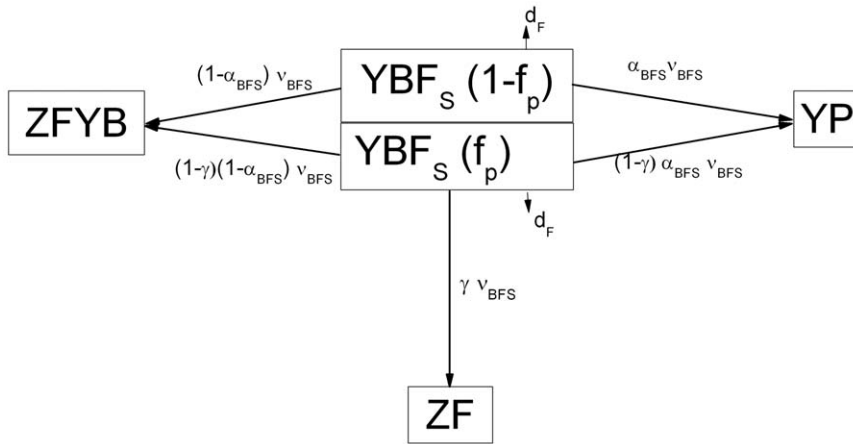 d_F
(1-α_BFS) ν_BFS
YBF_S (1-f_p)
α_BFS ν_BFS
ZFYB
YP
YBF_S (f_p)
(1-γ)(1-α_BFS) ν_BFS
(1-γ) α_BFS ν_BFS
d_F
γ ν_BFS
ZF